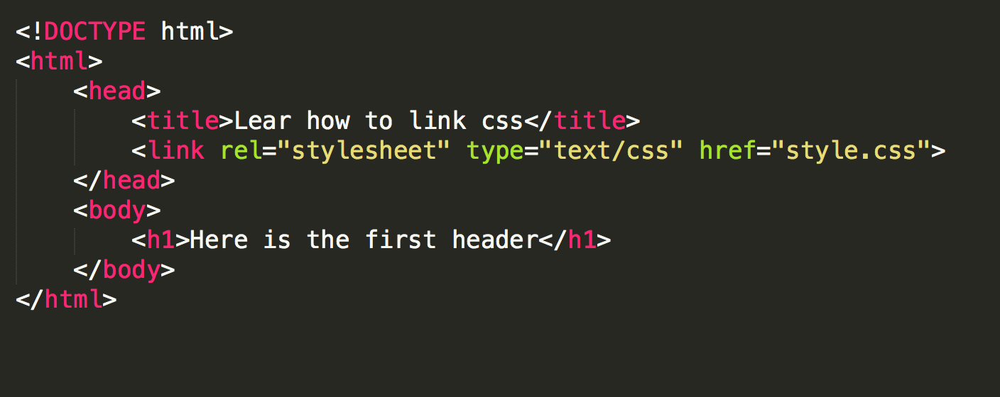 <!DOCTYPE html>
<html>
    <head>
        <title>Lear how to link css</title>
        <link rel="stylesheet" type="text/css" href="style.css">
    </head>
    <body>
        <h1>Here is the first header</h1>
    </body>
</html>